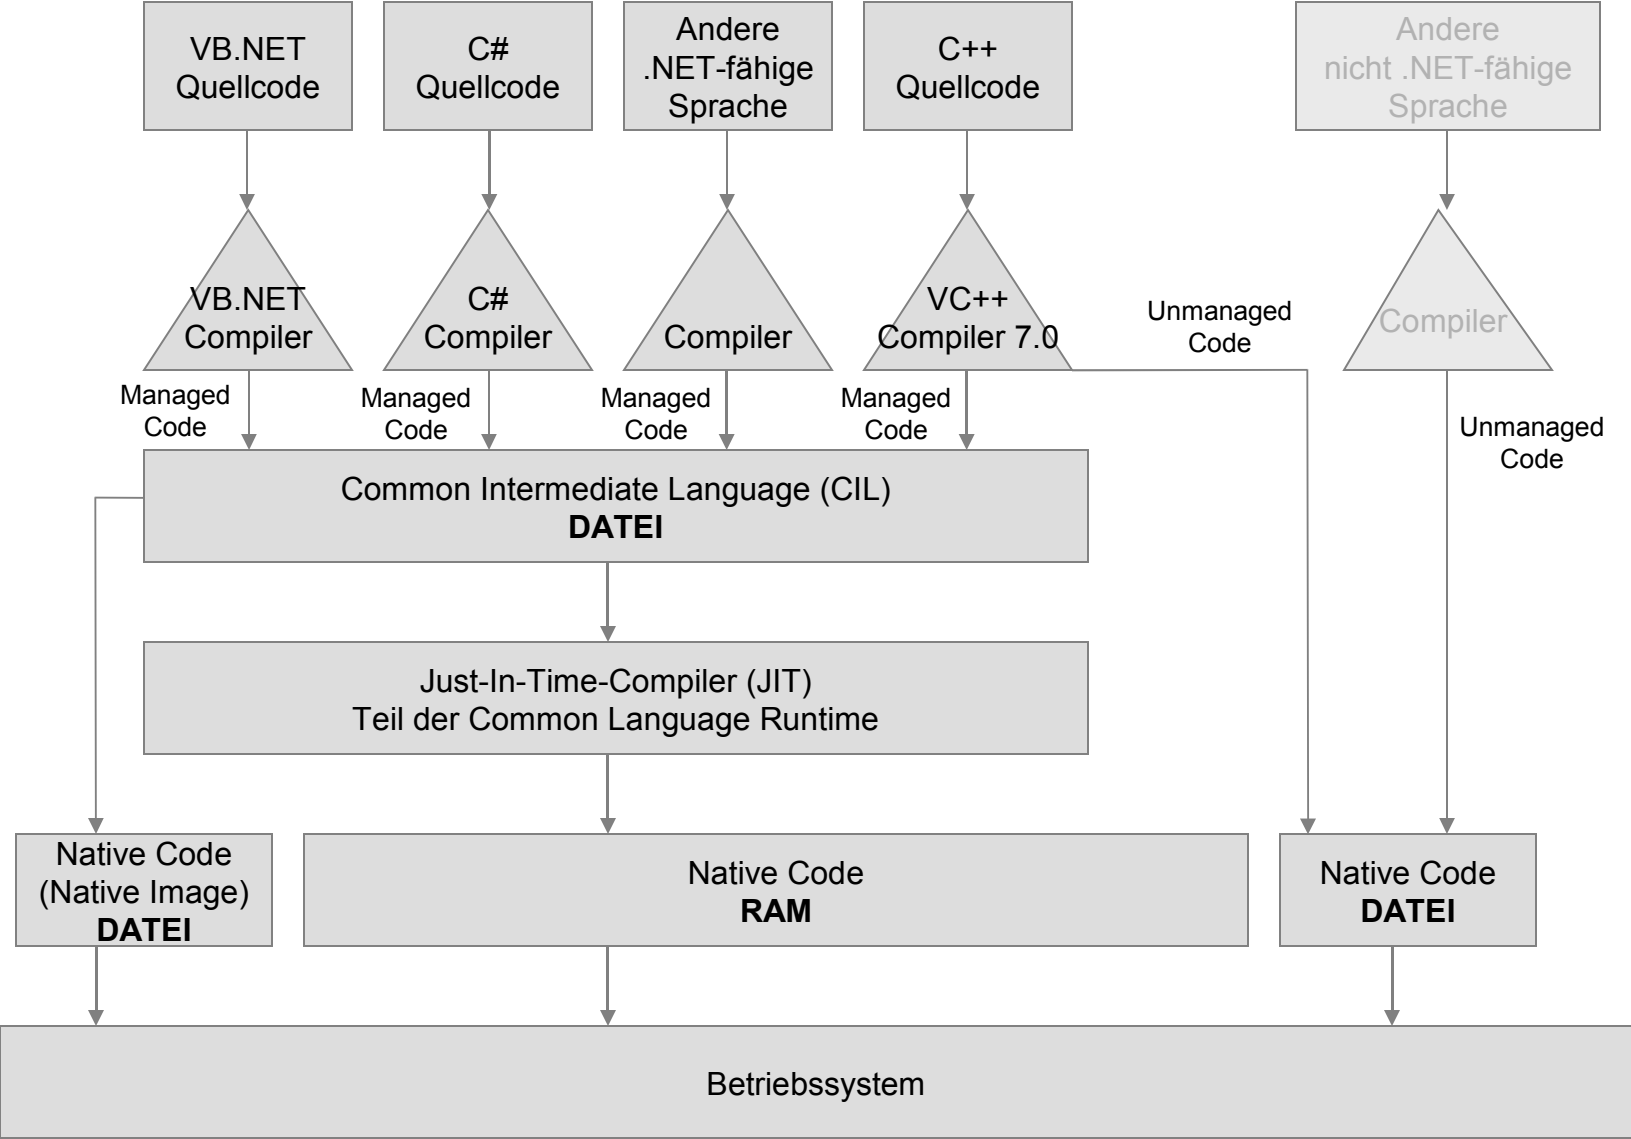 VB.NET
Quellcode
C#
Quellcode
Andere
.NET-fähige
Sprache
C++
Quellcode
Andere
nicht .NET-fähige
Sprache
VB.NET
Compiler
C#
Compiler
Compiler
VC++
Compiler 7.0
Unmanaged
Code
Compiler
Managed
Code
Managed
Code
Managed
Code
Managed
Code
Unmanaged
Code
Common Intermediate Language (CIL)
DATEI
Just-In-Time-Compiler (JIT)
Teil der Common Language Runtime
Native Code
(Native Image)
DATEI
Native Code
RAM
Native Code
DATEI
Betriebssystem